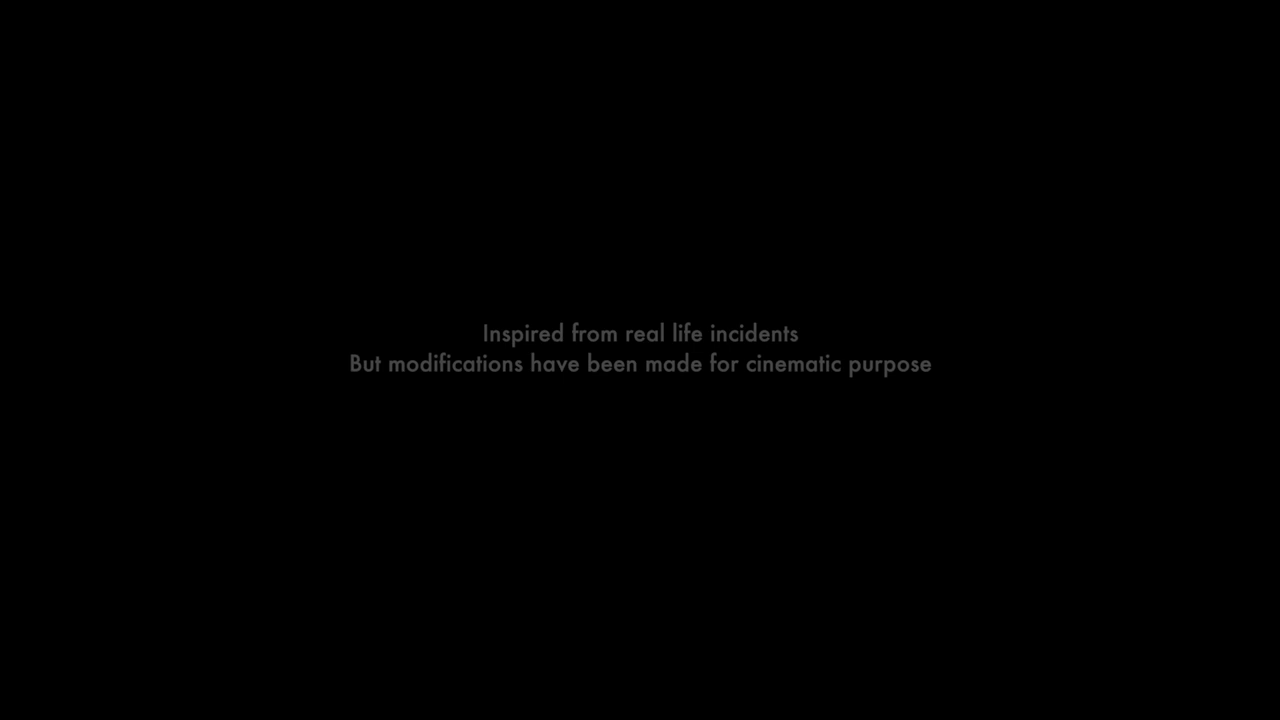 Inspired from real life incidents
But modifications have been made for cinematic purpose